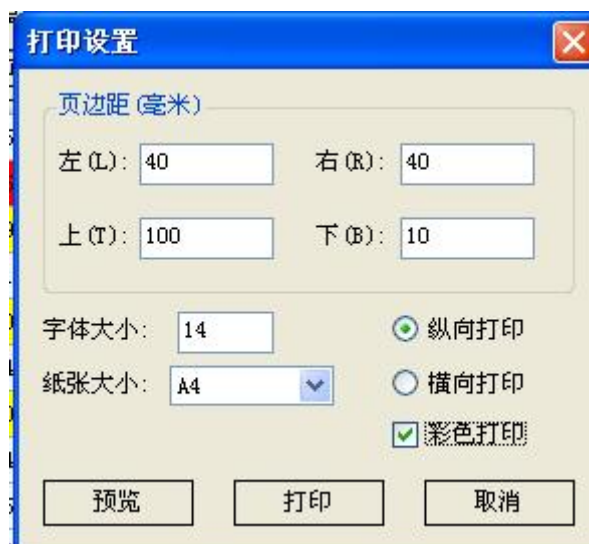 打印设置
页边距(毫米)
左(L): 40 右(R): 40
上(T): 100 下(B): 10
字体大小: 14 纵向打印
纸张大小: A4 横向打印
彩色打印
预览 打印 取消